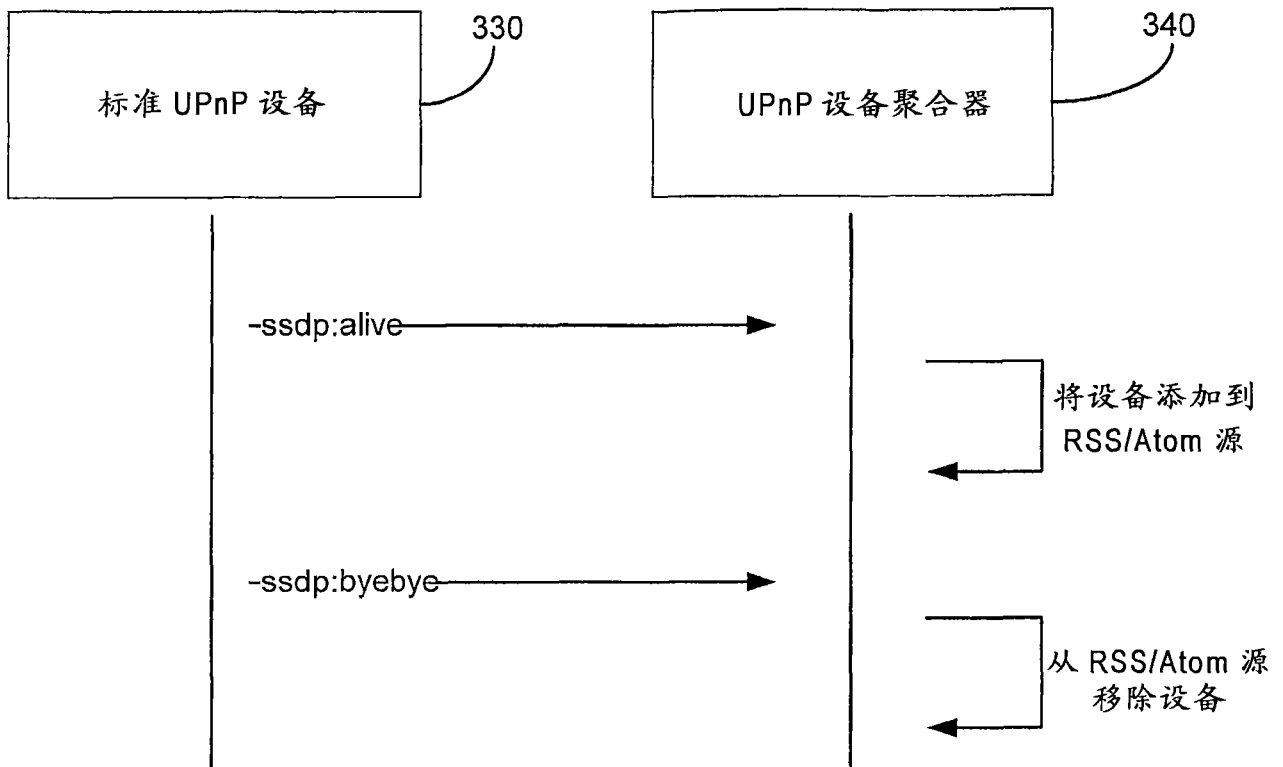 330
340
标准 UPnP 设备
UPnP 设备聚合器
-ssdp:alive
将设备添加到
RSS/Atom 源
-ssdp:byebye
从 RSS/Atom 源
移除设备